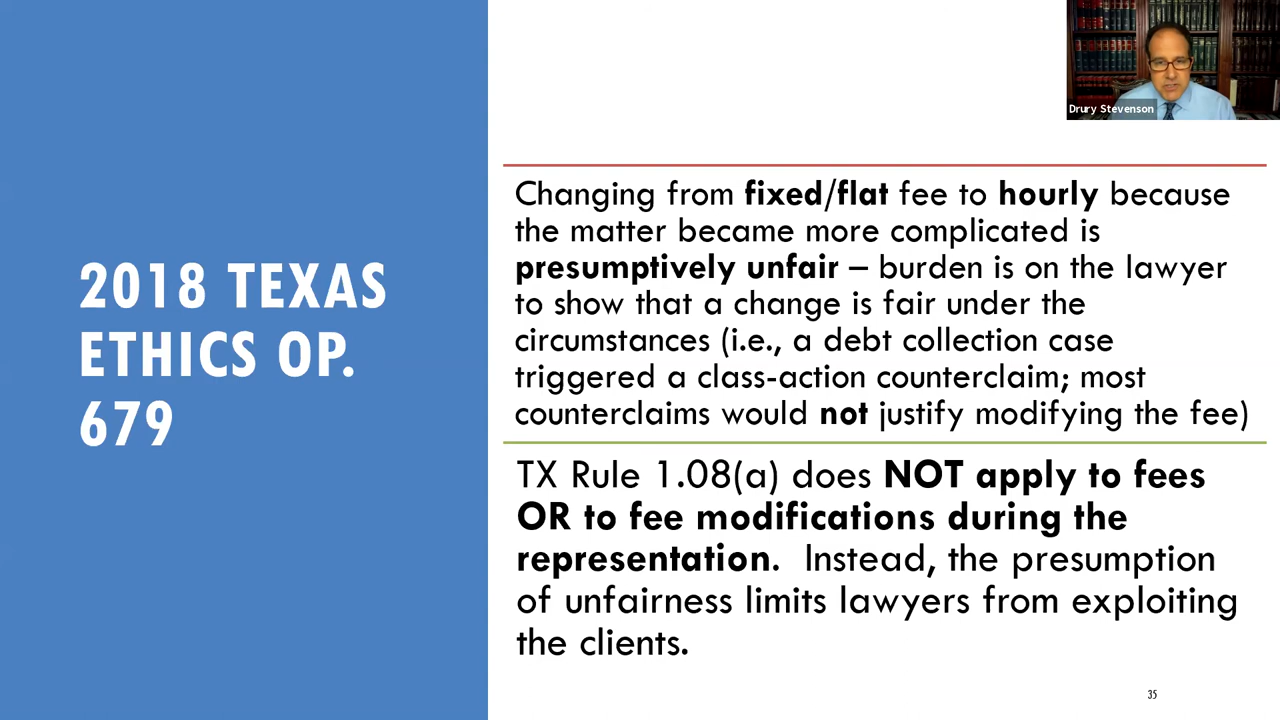 2018 TEXAS
ETHICS OP.
679
Drury Stevenson
Changing from fixed/flat fee to hourly because
the matter became more complicated is
presumptively unfair – burden is on the lawyer
to show that a change is fair under the
circumstances (i.e., a debt collection case
triggered a class-action counterclaim; most
counterclaims would not justify modifying the fee)
TX Rule 1.08(a) does NOT apply to fees
OR to fee modifications during the
representation. Instead, the presumption
of unfairness limits lawyers from exploiting
the clients.
35